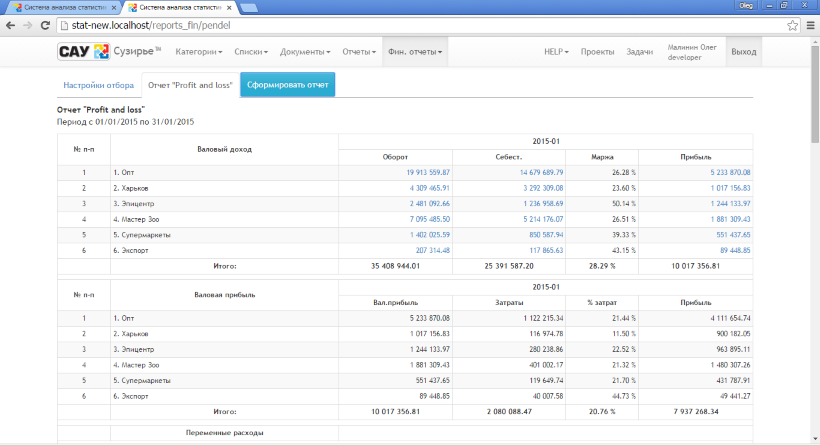 Oleg
Система анализа статистик
Система анализа статистик
stat-new.localhost/reports_fin/pendel
САУ Сузирье™ Категории Списки Документы Отчеты Фин. отчеты HELP Проекты Задачи Малинин Олег developer Выход
Настройки отбора Отчет "Profit and loss" Сформировать отчет
Отчет "Profit and loss"
Период с 01/01/2015 по 31/01/2015
№ п-п Валовый доход 2015-01
Оборот Себест. Маржа Прибыль
1 1. Опт 19 913 559.87 14 679 689.79 26.28 % 5 233 870.08
2 2. Харьков 4 309 465.91 3 292 309.08 23.60 % 1 017 156.83
3 3. Эпицентр 2 481 092.66 1 236 958.69 50.14 % 1 244 133.97
4 4. Мастер Зоо 7 095 485.50 5 214 176.07 26.51 % 1 881 309.43
5 5. Супермаркеты 1 402 025.59 850 587.94 39.33 % 551 437.65
6 6. Экспорт 207 314.48 117 865.63 43.15 % 89 448.85
Итого: 35 408 944.01 25 391 587.20 28.29 % 10 017 356.81
№ п-п Валовая прибыль 2015-01
Вал.прибыль Затраты % затрат Прибыль
1 1. Опт 5 233 870.08 1 122 215.34 21.44 % 4 111 654.74
2 2. Харьков 1 017 156.83 116 974.78 11.50 % 900 182.05
3 3. Эпицентр 1 244 133.97 280 238.86 22.52 % 963 895.11
4 4. Мастер Зоо 1 881 309.43 401 002.17 21.32 % 1 480 307.26
5 5. Супермаркеты 551 437.65 119 649.74 21.70 % 431 787.91
6 6. Экспорт 89 448.85 40 007.58 44.73 % 49 441.27
Итого: 10 017 356.81 2 080 088.47 20.76 % 7 937 268.34
Переменные расходы